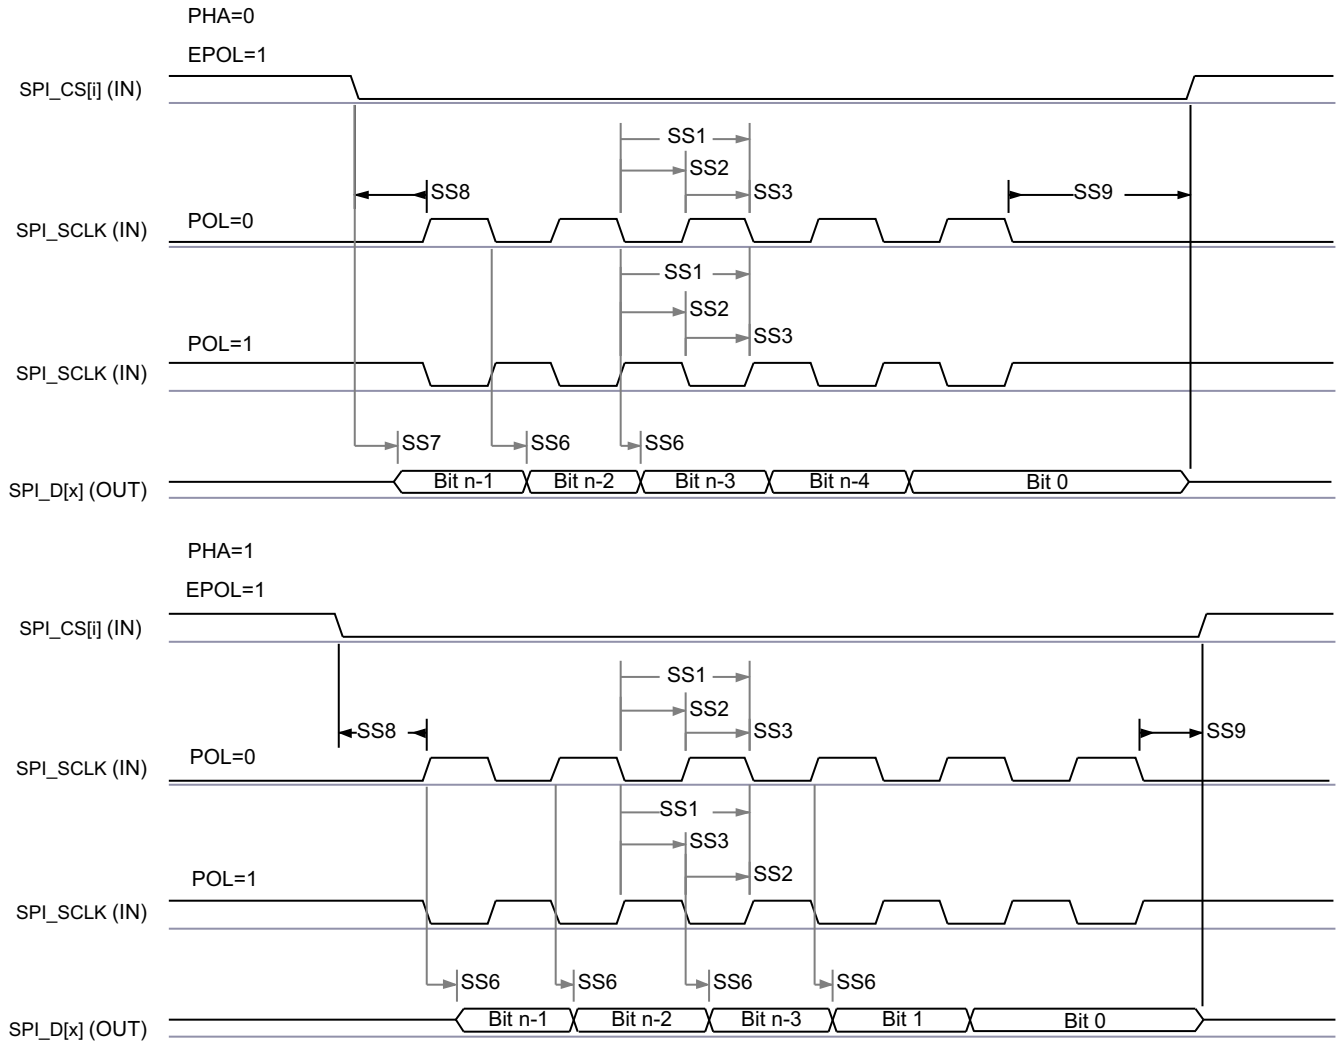 PHA=0
EPOL=1
SPI_CS[i] (IN)
SS1
SS2
SS8
SS3
SS9
POL=0
SPI_SCLK (IN)
SS1
SS2
SS3
POL=1
SPI_SCLK (IN)
SS7
SS6
SS6
SPI_D[x] (OUT)
Bit n-1
Bit n-2
Bit n-3
Bit n-4
Bit 0
PHA=1
EPOL=1
SPI_CS[i] (IN)
SS1
SS2
SS8
SS3
SS9
POL=0
SPI_SCLK (IN)
SS1
SS3
SS2
POL=1
SPI_SCLK (IN)
SS6
SS6
SS6
SS6
SPI_D[x] (OUT)
Bit n-1
Bit n-2
Bit n-3
Bit 1
Bit 0